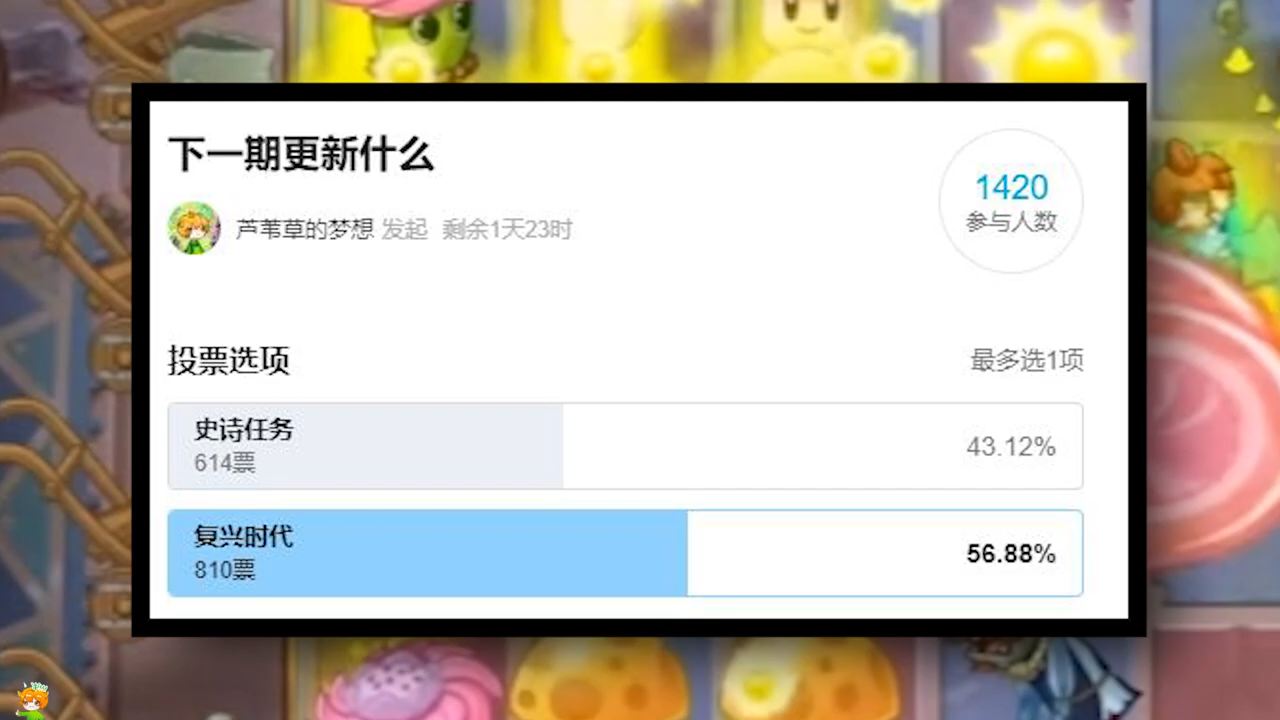 下一期更新什么
1420
参与人数
芦苇草的梦想 发起 剩余1天23时
投票选项
最多选1项
史诗任务
614票
43.12%
复兴时代
810票
56.88%